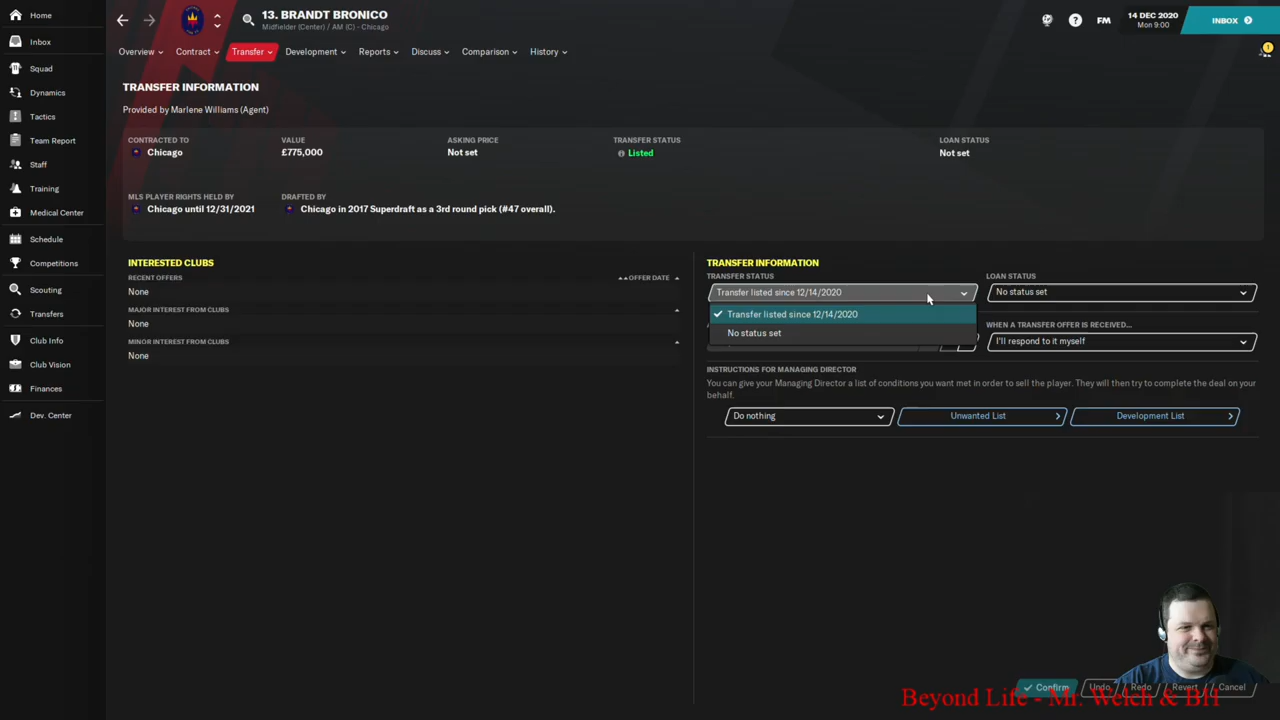 Home
Inbox
Squad
Dynamics
Tactics
Team Report
Staff
Training
Medical Center
Schedule
Competitions
Scouting
Transfers
Club Info
Club Vision
Finances
Dev. Center
13. BRANDT BRONICO
Midfielder (Center) / AM (C) - Chicago
FM
14 DEC 2020
Mon 9:00
INBOX
1
Overview
Contract
Transfer
Development
Reports
Discuss
Comparison
History
TRANSFER INFORMATION
Provided by Marlene Williams (Agent)
CONTRACTED TO
Chicago
VALUE
£775,000
ASKING PRICE
Not set
TRANSFER STATUS
Listed
LOAN STATUS
Not set
MLS PLAYER RIGHTS HELD BY
Chicago until 12/31/2021
DRAFTED BY
Chicago in 2017 Superdraft as a 3rd round pick (#47 overall).
INTERESTED CLUBS
RECENT OFFERS
OFFER DATE
None
MAJOR INTEREST FROM CLUBS
None
MINOR INTEREST FROM CLUBS
None
TRANSFER INFORMATION
TRANSFER STATUS
Transfer listed since 12/14/2020
Transfer listed since 12/14/2020
No status set
LOAN STATUS
No status set
WHEN A TRANSFER OFFER IS RECEIVED...
I'll respond to it myself
INSTRUCTIONS FOR MANAGING DIRECTOR
You can give your Managing Director a list of conditions you want met in order to sell the player. They will then try to complete the deal on your
behalf.
Do nothing
Unwanted List
Development List
Confirm
Undo
Redo
Revert
Cancel
Beyond Life - Mr. Welch & BH